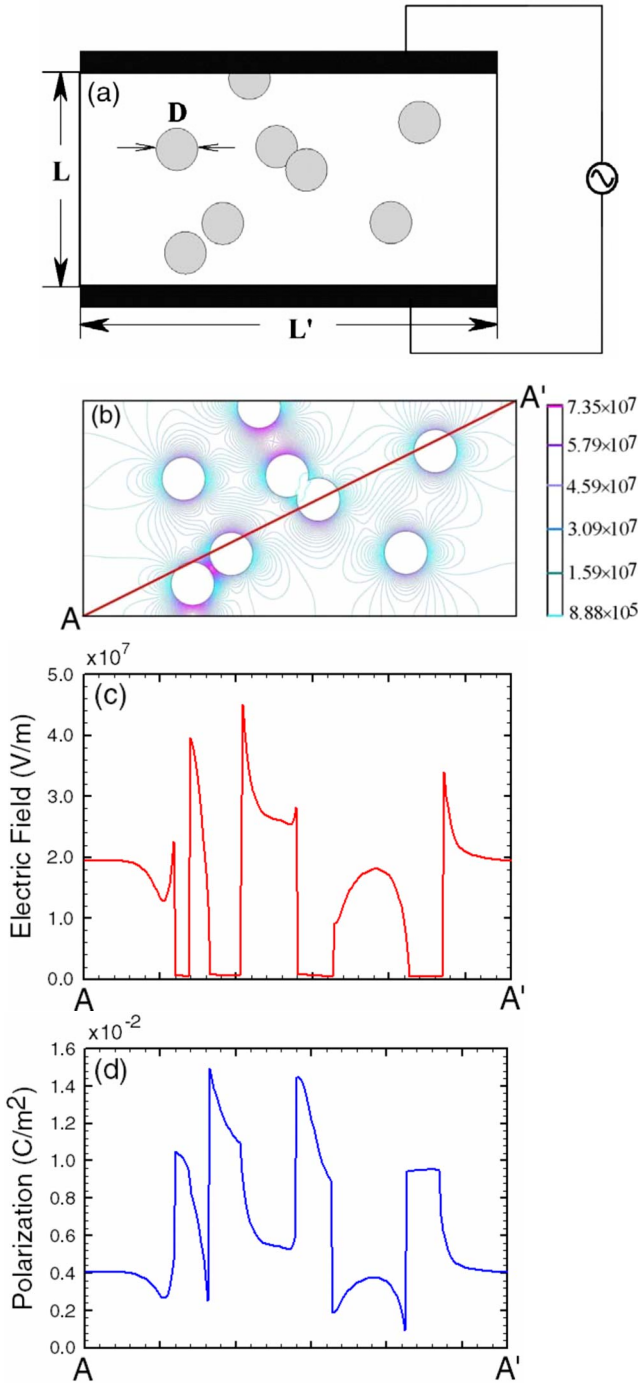 (a)
D
L
L'
(b)
A'
7.35×10⁷
5.79×10⁷
4.59×10⁷
3.09×10⁷
1.59×10⁷
8.88×10⁵
A
x10⁷
(c)
5.0
4.0
3.0
2.0
1.0
0.0
Electric Field (V/m)
A
A'
x10⁻²
(d)
1.6
1.4
1.2
1.0
0.8
0.6
0.4
0.2
0.0
Polarization (C/m²)
A
A'